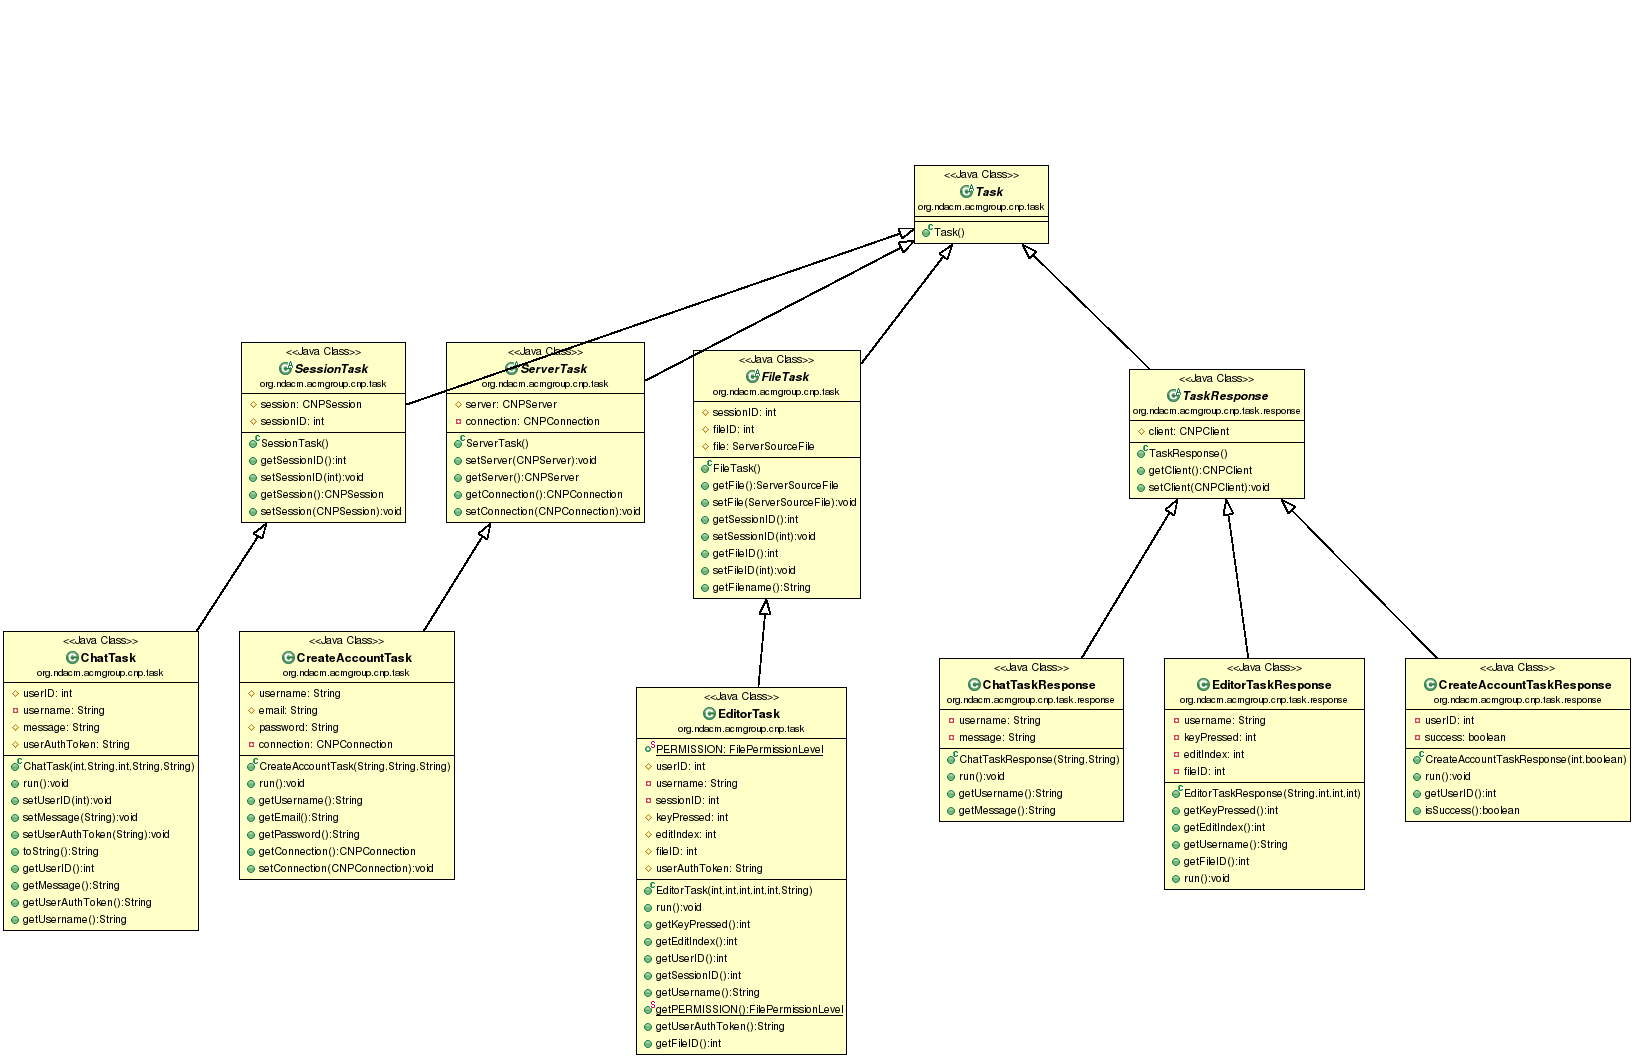 <<Java Class>>
Task
org.ndacm.acmgroup.cnp.task
Task()
<<Java Class>>
SessionTask
org.ndacm.acmgroup.cnp.task
session: CNPSession
sessionID: int
SessionTask()
getSessionID():int
setSessionID(int):void
getSession():CNPSession
setSession(CNPSession):void
<<Java Class>>
ServerTask
org.ndacm.acmgroup.cnp.task
server: CNPServer
connection: CNPConnection
ServerTask()
setServer(CNPServer):void
getServer():CNPServer
getConnection():CNPConnection
setConnection(CNPConnection):void
<<Java Class>>
FileTask
org.ndacm.acmgroup.cnp.task
sessionID: int
fileID: int
file: ServerSourceFile
FileTask()
getFile():ServerSourceFile
setFile(ServerSourceFile):void
getSessionID():int
setSessionID(int):void
getFileID():int
setFileID(int):void
getFilename():String
<<Java Class>>
TaskResponse
org.ndacm.acmgroup.cnp.task.response
client: CNPClient
TaskResponse()
getClient():CNPClient
setClient(CNPClient):void
<<Java Class>>
ChatTask
org.ndacm.acmgroup.cnp.task
userID: int
username: String
message: String
userAuthToken: String
ChatTask(int,String,int,String,String)
run():void
setUserID(int):void
setMessage(String):void
setUserAuthToken(String):void
toString():String
getUserID():int
getMessage():String
getUserAuthToken():String
getUsername():String
<<Java Class>>
CreateAccountTask
org.ndacm.acmgroup.cnp.task
username: String
email: String
password: String
connection: CNPConnection
CreateAccountTask(String,String,String)
run():void
getUsername():String
getEmail():String
getPassword():String
getConnection():CNPConnection
setConnection(CNPConnection):void
<<Java Class>>
EditorTask
org.ndacm.acmgroup.cnp.task
PERMISSION: FilePermissionLevel
userID: int
username: String
sessionID: int
keyPressed: int
editIndex: int
fileID: int
userAuthToken: String
EditorTask(int,int,int,int,int,String)
run():void
getKeyPressed():int
getEditIndex():int
getUserID():int
getSessionID():int
getUsername():String
getPERMISSION():FilePermissionLevel
getUserAuthToken():String
getFileID():int
<<Java Class>>
ChatTaskResponse
org.ndacm.acmgroup.cnp.task.response
username: String
message: String
ChatTaskResponse(String,String)
run():void
getUsername():String
getMessage():String
<<Java Class>>
EditorTaskResponse
org.ndacm.acmgroup.cnp.task.response
username: String
keyPressed: int
editIndex: int
fileID: int
EditorTaskResponse(String,int,int,int)
getKeyPressed():int
getEditIndex():int
getUsername():String
getFileID():int
run():void
<<Java Class>>
CreateAccountTaskResponse
org.ndacm.acmgroup.cnp.task.response
userID: int
success: boolean
CreateAccountTaskResponse(int,boolean)
run():void
getUserID():int
isSuccess():boolean